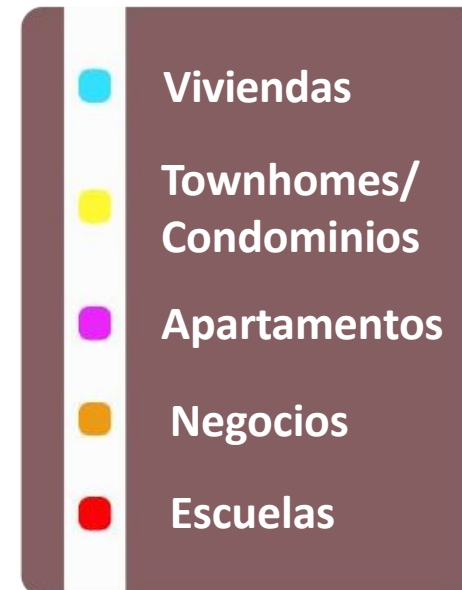 Viviendas
Townhomes/
Condominios
Apartamentos
Negocios
Escuelas